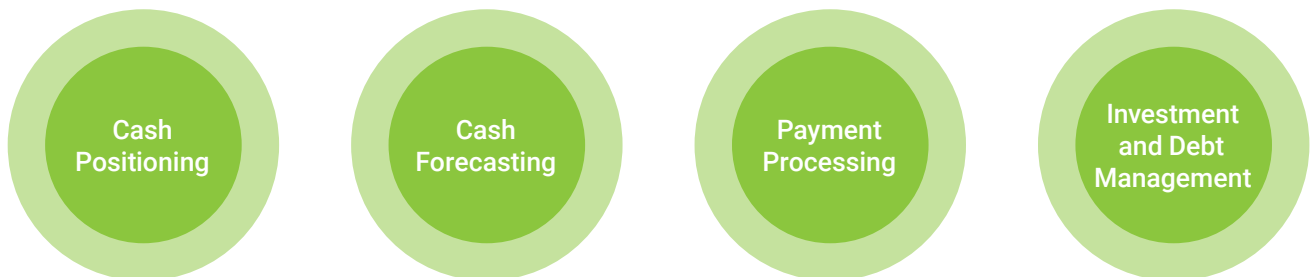 Cash
Positioning
Cash
Forecasting
Payment
Processing
Investment
and Debt
Management